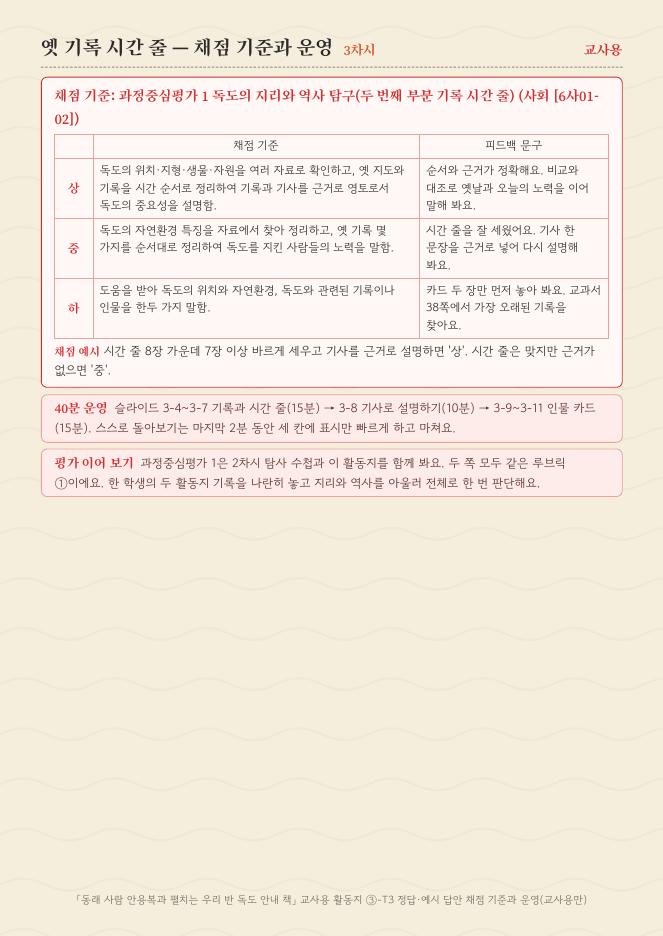 옛 기록 시간 줄 — 채점 기준과 운영 3차시 교사용
채점 기준: 과정중심평가 1 독도의 지리와 역사 탐구(두 번째 부분 기록 시간 줄) (사회 [6사01-
02])
채점 기준 피드백 문구
상
독도의 위치·지형·생물·자원을 여러 자료로 확인하고, 옛 지도와
기록을 시간 순서로 정리하여 기록과 기사를 근거로 영토로서
독도의 중요성을 설명함.
순서와 근거가 정확해요. 비교와
대조로 옛날과 오늘의 노력을 이어
말해 봐요.
중
독도의 자연환경 특징을 자료에서 찾아 정리하고, 옛 기록 몇
가지를 순서대로 정리하여 독도를 지킨 사람들의 노력을 말함.
시간 줄을 잘 세웠어요. 기사 한
문장을 근거로 넣어 다시 설명해
봐요.
하
도움을 받아 독도의 위치와 자연환경, 독도와 관련된 기록이나
인물을 한두 가지 말함.
카드 두 장만 먼저 놓아 봐요. 교과서
38쪽에서 가장 오래된 기록을
찾아요.
채점 예시 시간 줄 8장 가운데 7장 이상 바르게 세우고 기사를 근거로 설명하면 '상'. 시간 줄은 맞지만 근거가
없으면 '중'.
40분 운영 슬라이드 3-4~3-7 기록과 시간 줄(15분) → 3-8 기사로 설명하기(10분) → 3-9~3-11 인물 카드
(15분). 스스로 돌아보기는 마지막 2분 동안 세 칸에 표시만 빠르게 하고 마쳐요.
평가 이어 보기 과정중심평가 1은 2차시 탐사 수첩과 이 활동지를 함께 봐요. 두 쪽 모두 같은 루브릭
①이에요. 한 학생의 두 활동지 기록을 나란히 놓고 지리와 역사를 아울러 전체로 한 번 판단해요.
「동래 사람 안용복과 펼치는 우리 반 독도 안내 책」 교사용 활동지 ③-T3 정답·예시 답안 채점 기준과 운영(교사용만)